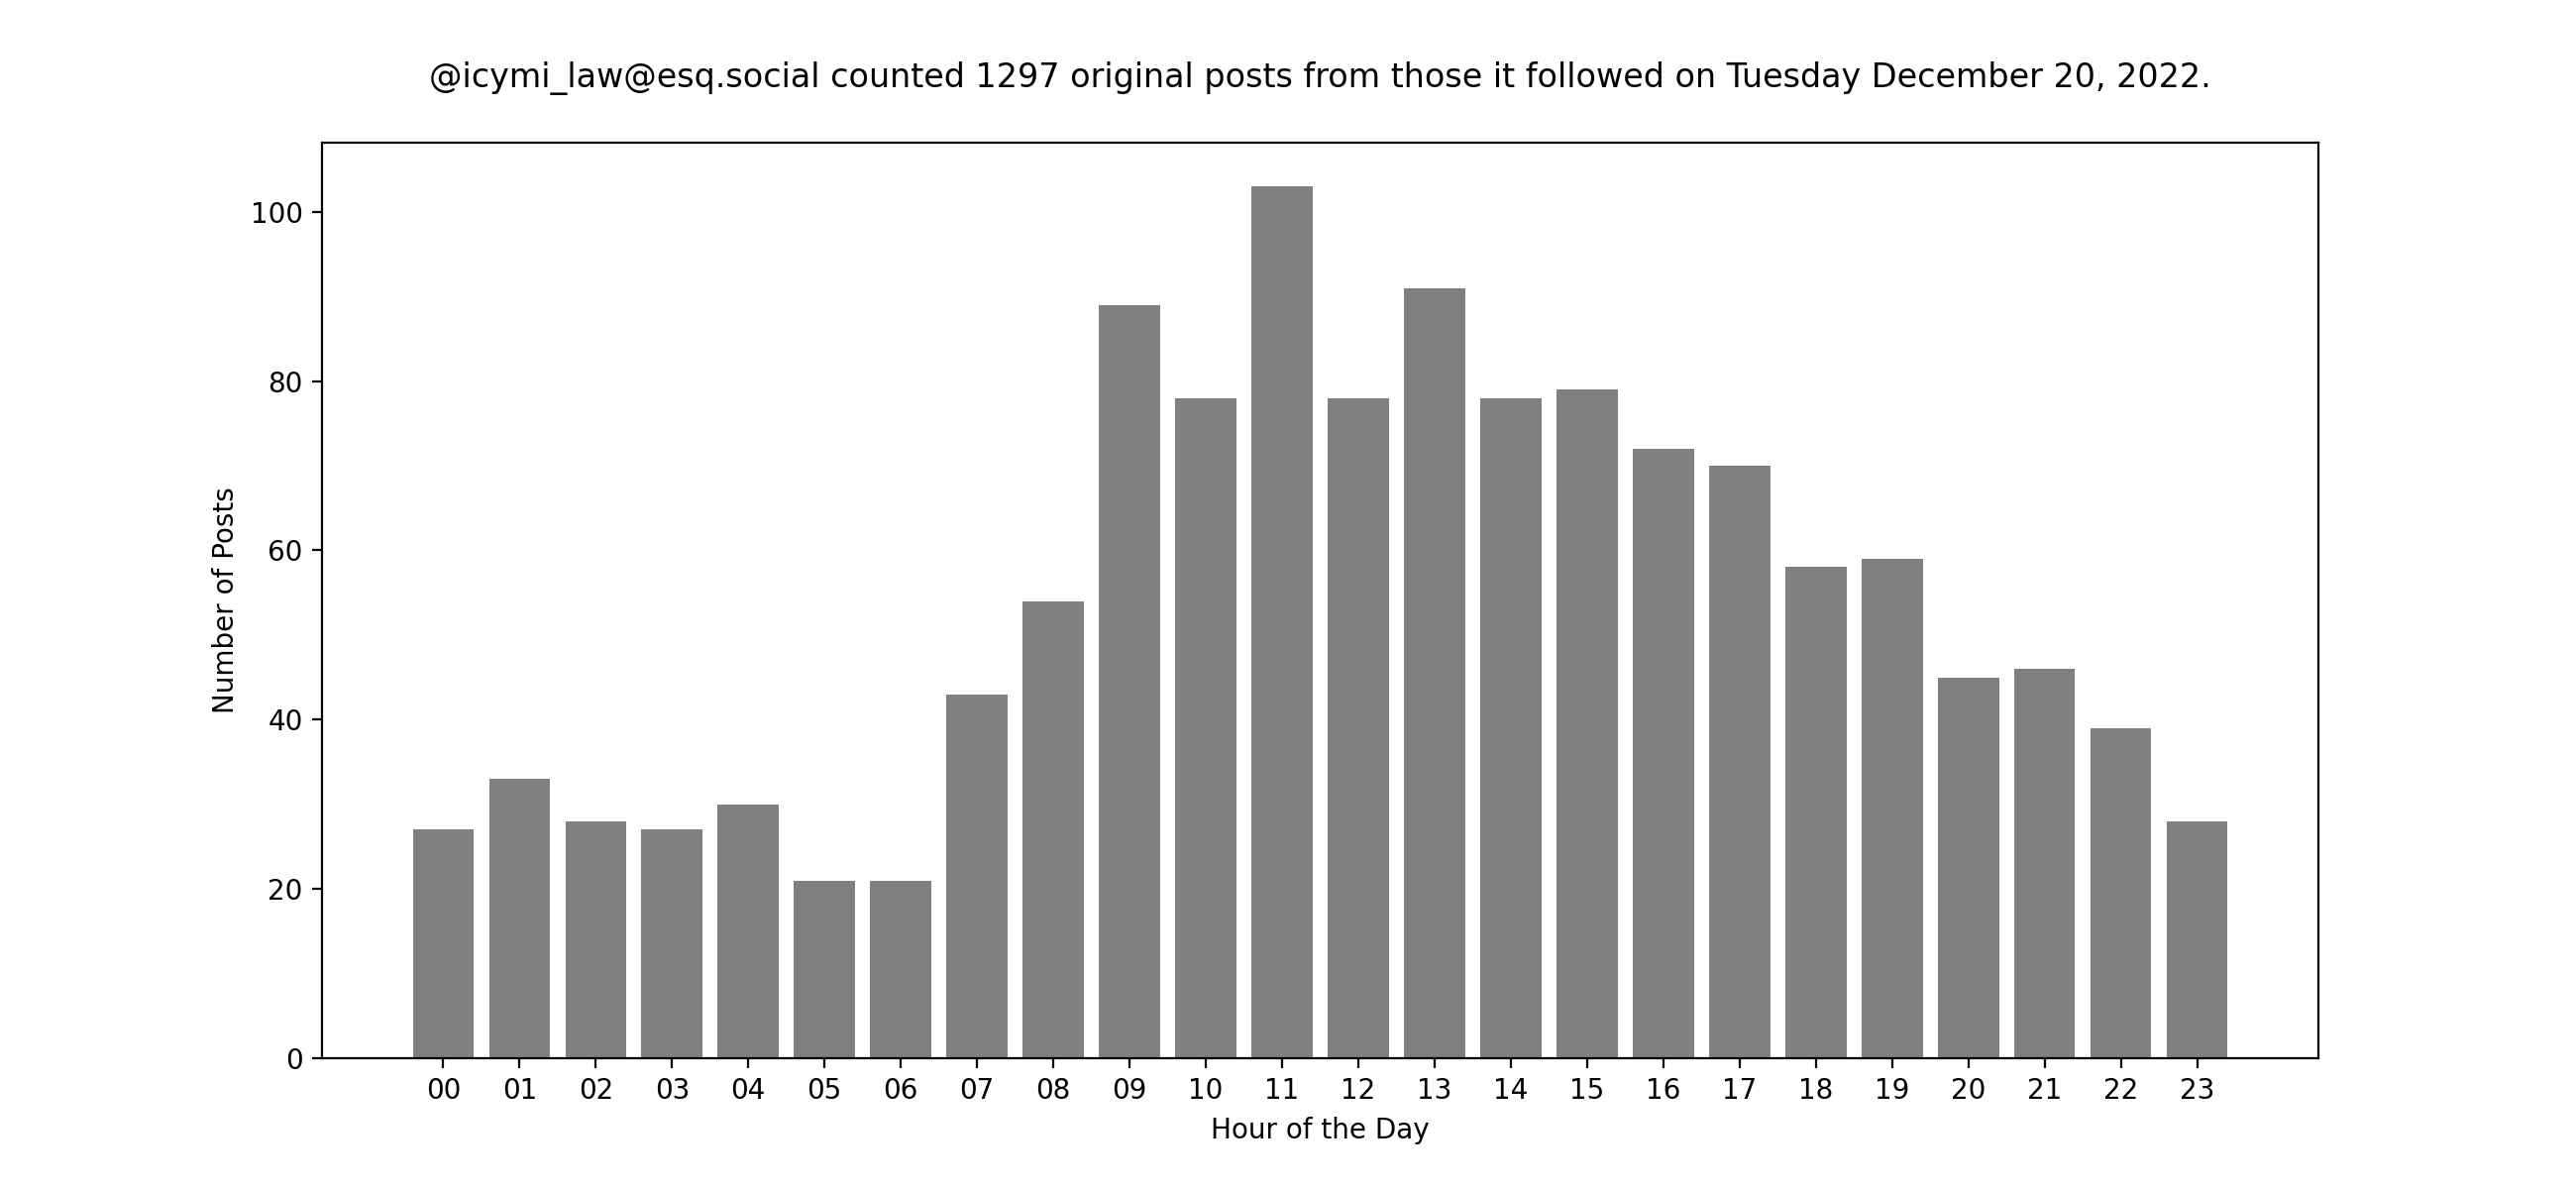 @icymi_law@esq.social counted 1297 original posts from those it followed on Tuesday December 20, 2022.
100
80
60
40
20
0
Number of Posts
00 01 02 03 04 05 06 07 08 09 10 11 12 13 14 15 16 17 18 19 20 21 22 23
Hour of the Day